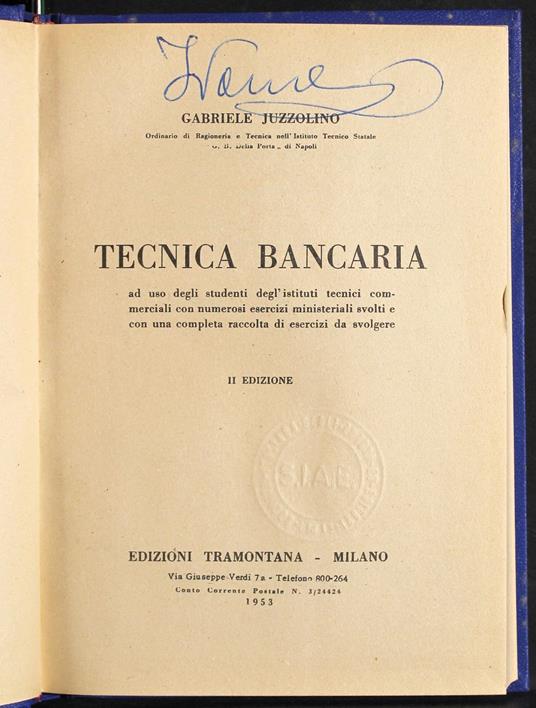 GABRIELE JUZZOLINO
Ordinario di Ragioneria e Tecnica nell'Istituto Tecnico Statale
G. B. Della Porta di Napoli
TECNICA BANCARIA
ad uso degli studenti degl'istituti tecnici com-
merciali con numerosi esercizi ministeriali svolti e
con una completa raccolta di esercizi da svolgere
II EDIZIONE
S.I.A.E.
EDIZIONI TRAMONTANA - MILANO
Via Giuseppe Verdi 7a - Telefono 800-264
Conto Corrente Postale N. 3/24424
1953